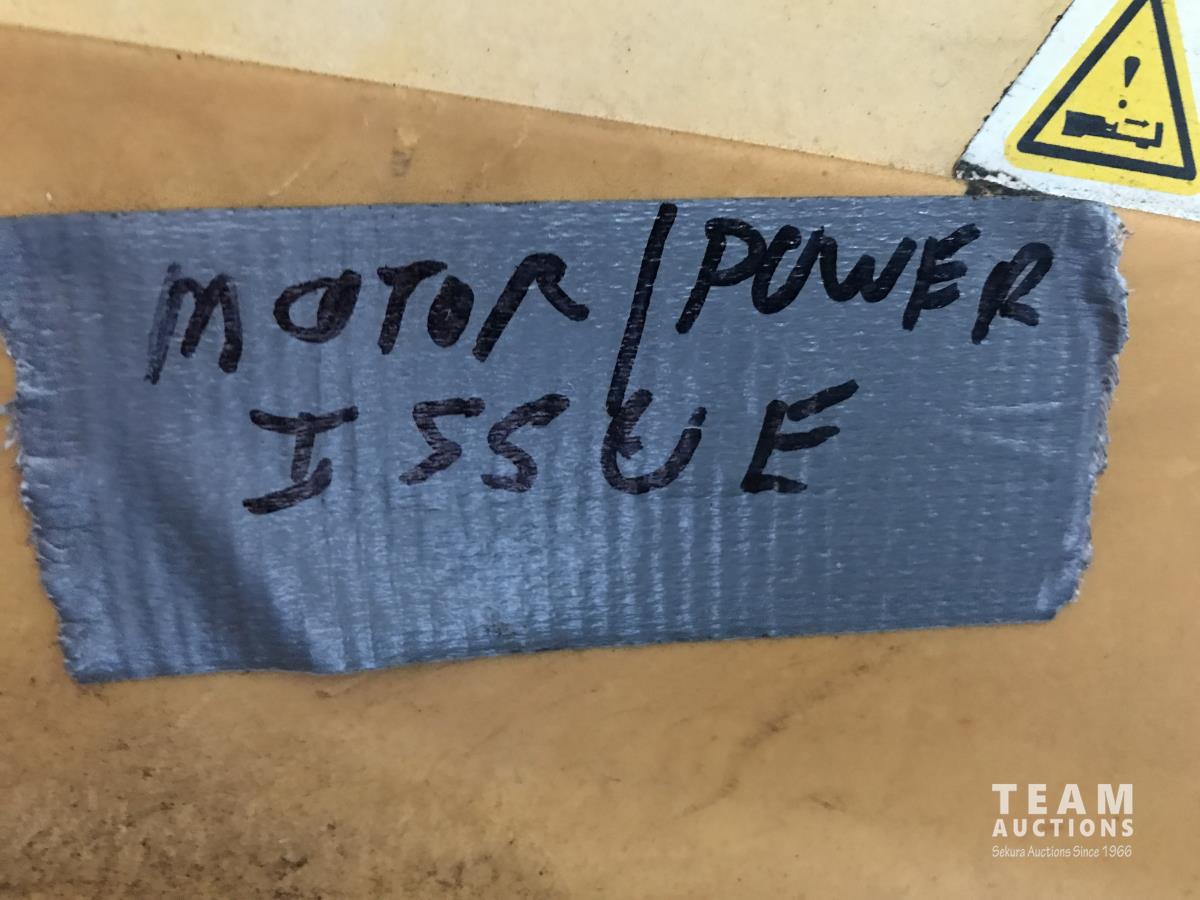 MOTOR/POWER
ISSUE
TEAM
AUCTIONS
Sekura Auctions Since 1966